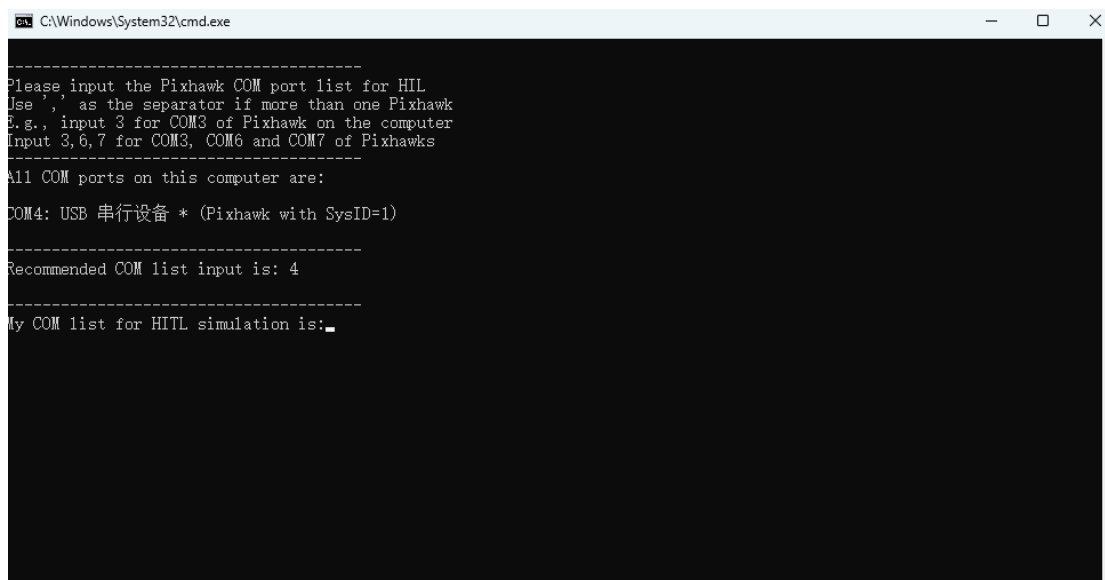 C:\Windows\System32\cmd.exe
---------------------------------------
Please input the Pixhawk COM port list for HIL
Use ',' as the separator if more than one Pixhawk
E.g., input 3 for COM3 of Pixhawk on the computer
Input 3,6,7 for COM3, COM6 and COM7 of Pixhawks
---------------------------------------
All COM ports on this computer are:
COM4: USB 串行设备 * (Pixhawk with SysID=1)
---------------------------------------
Recommended COM list input is: 4
---------------------------------------
My COM list for HITL simulation is: